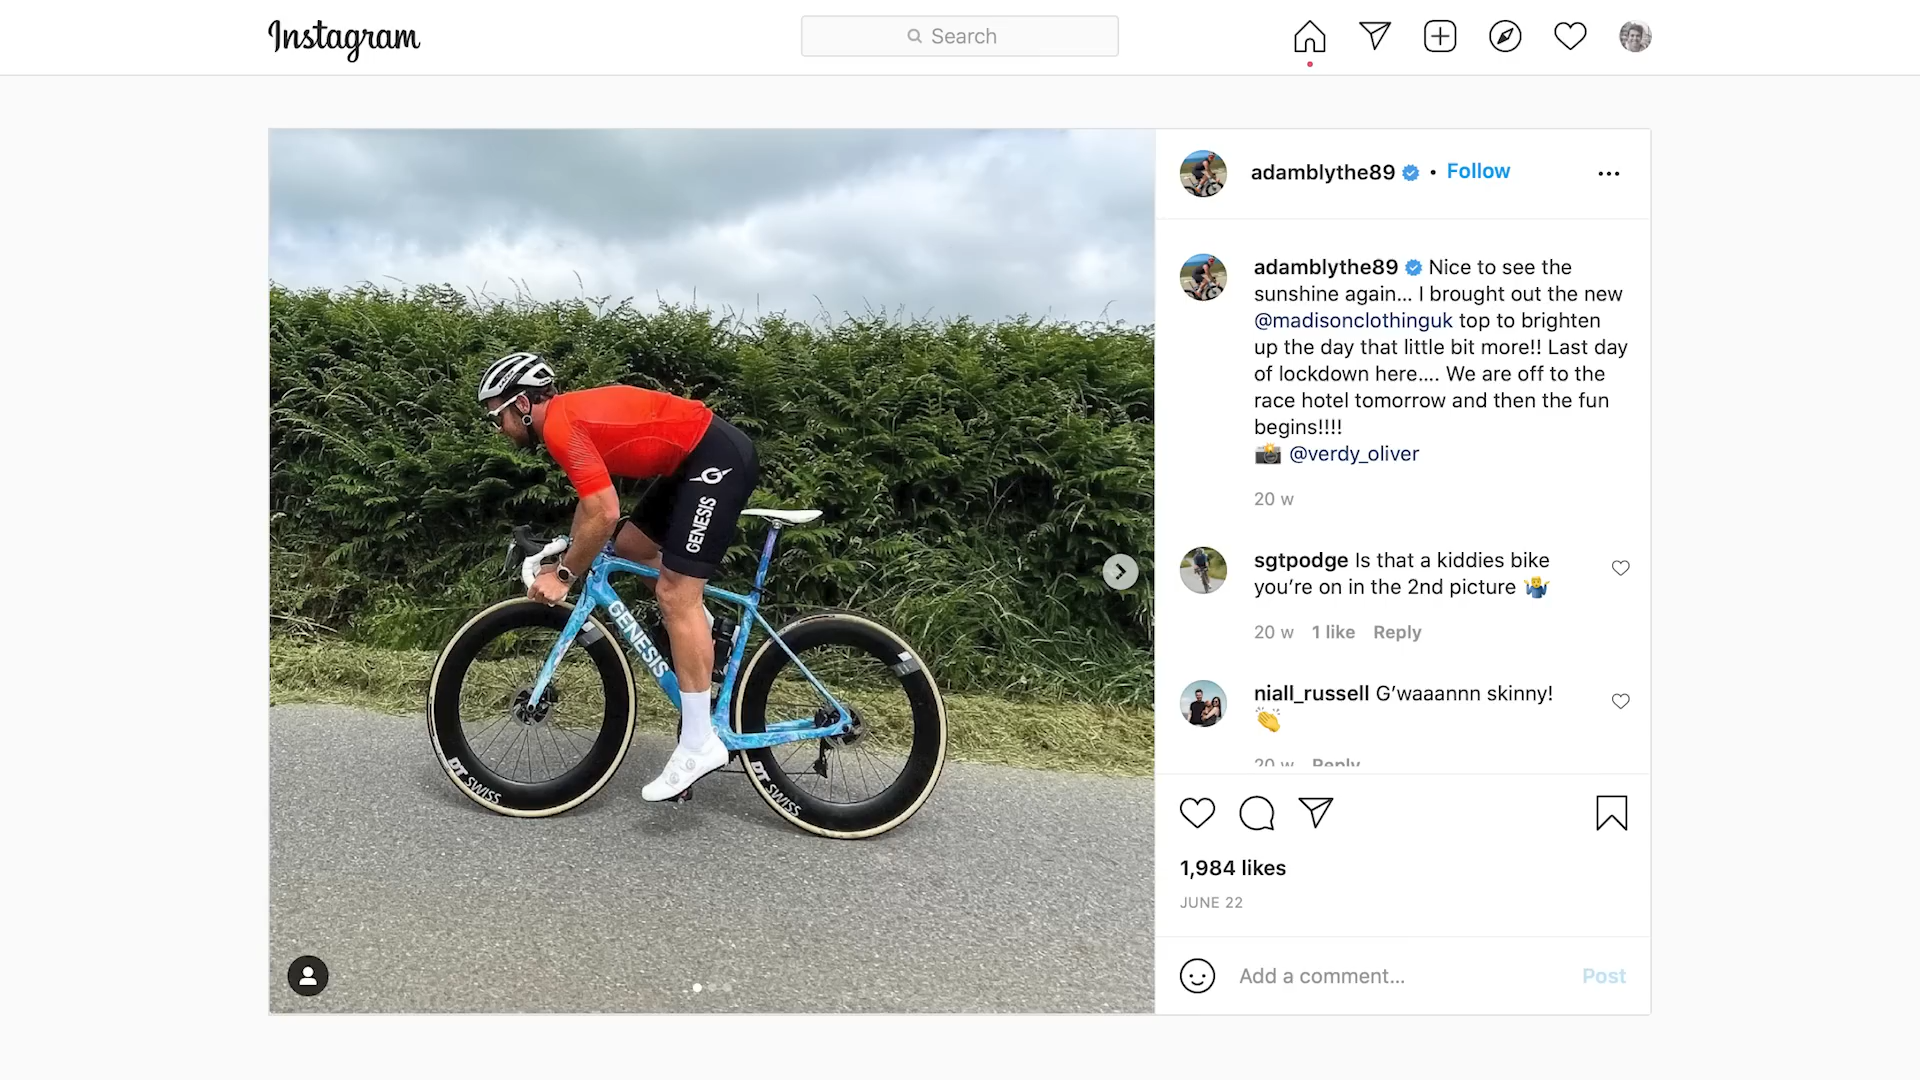 Instagram
Search
adamblythe89 • Follow
adamblythe89 Nice to see the
sunshine again... I brought out the new
@madisonclothinguk top to brighten
up the day that little bit more!! Last day
of lockdown here.... We are off to the
race hotel tomorrow and then the fun
begins!!!!
📸 @verdy_oliver
20 w
sgtpodge Is that a kiddies bike
you’re on in the 2nd picture 🤷‍♂️
20 w 1 like Reply
niall_russell G’waaannn skinny!
👏
20 w Reply
1,984 likes
JUNE 22
Add a comment... Post
GENESIS
GENESIS
DT SWISS
DT SWISS